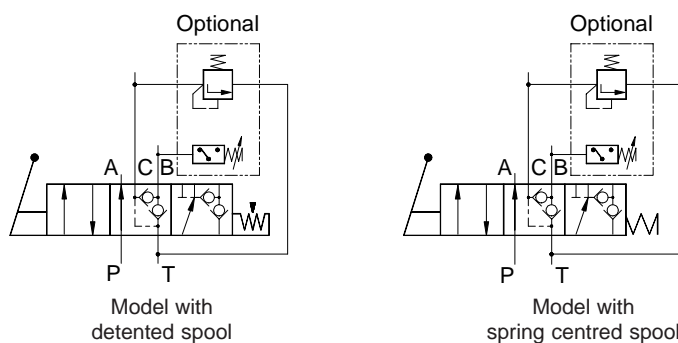 Optional
A C B
P T
Model with
detented spool
Optional
A C B
P T
Model with
spring centred spool